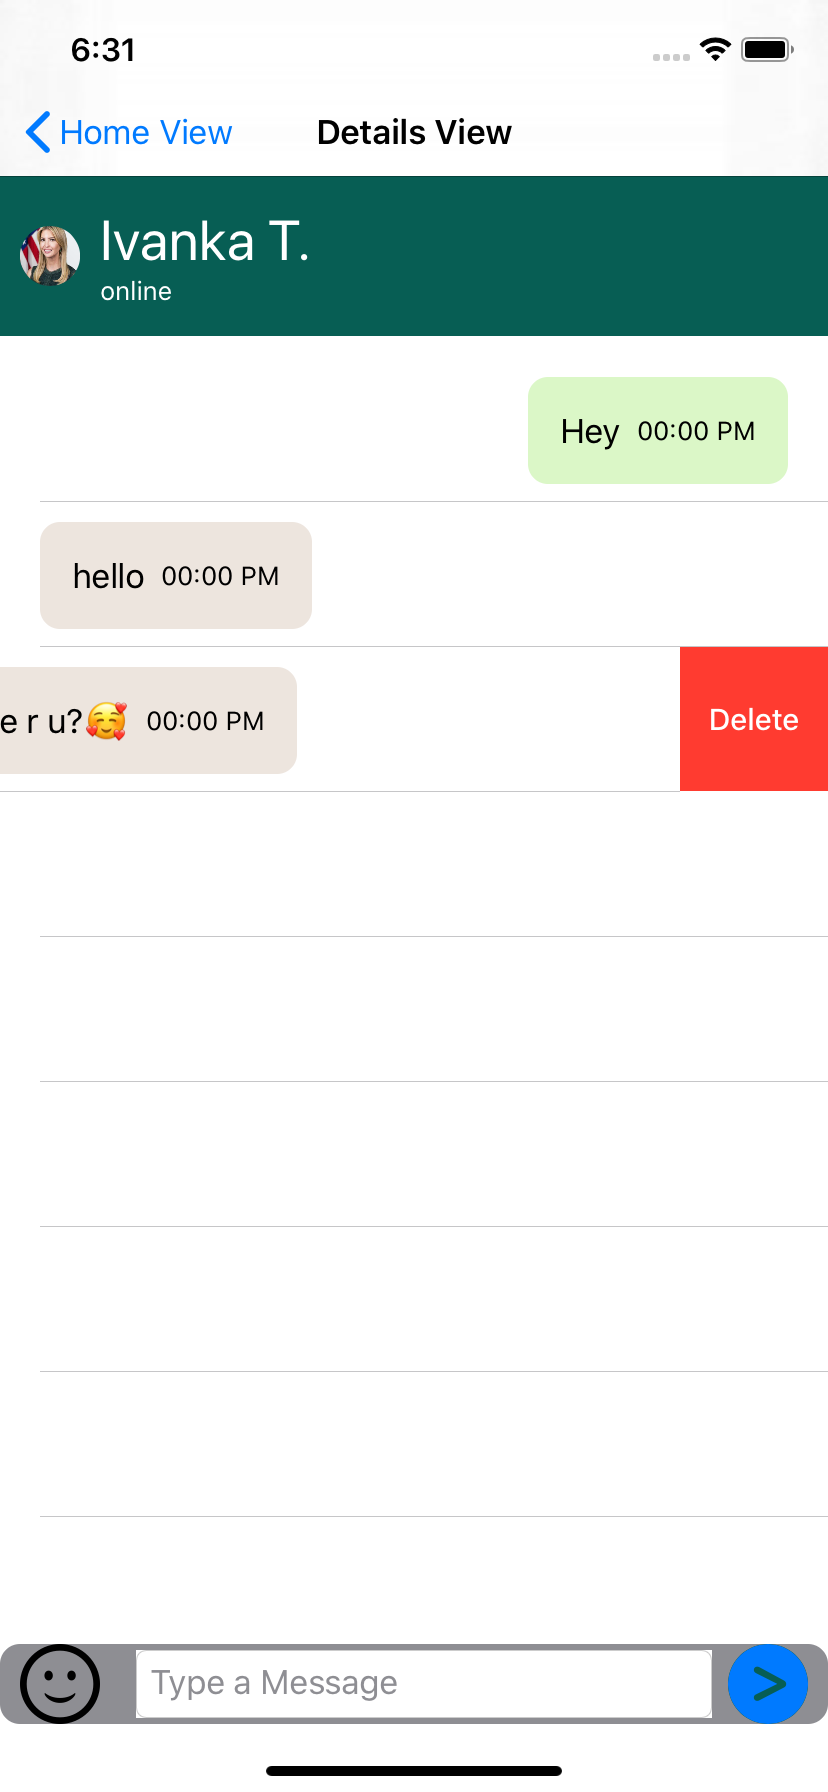 6:31
Home View Details View
Ivanka T.
online
Hey 00:00 PM
hello 00:00 PM
e r u?🥰 00:00 PM Delete
Type a Message